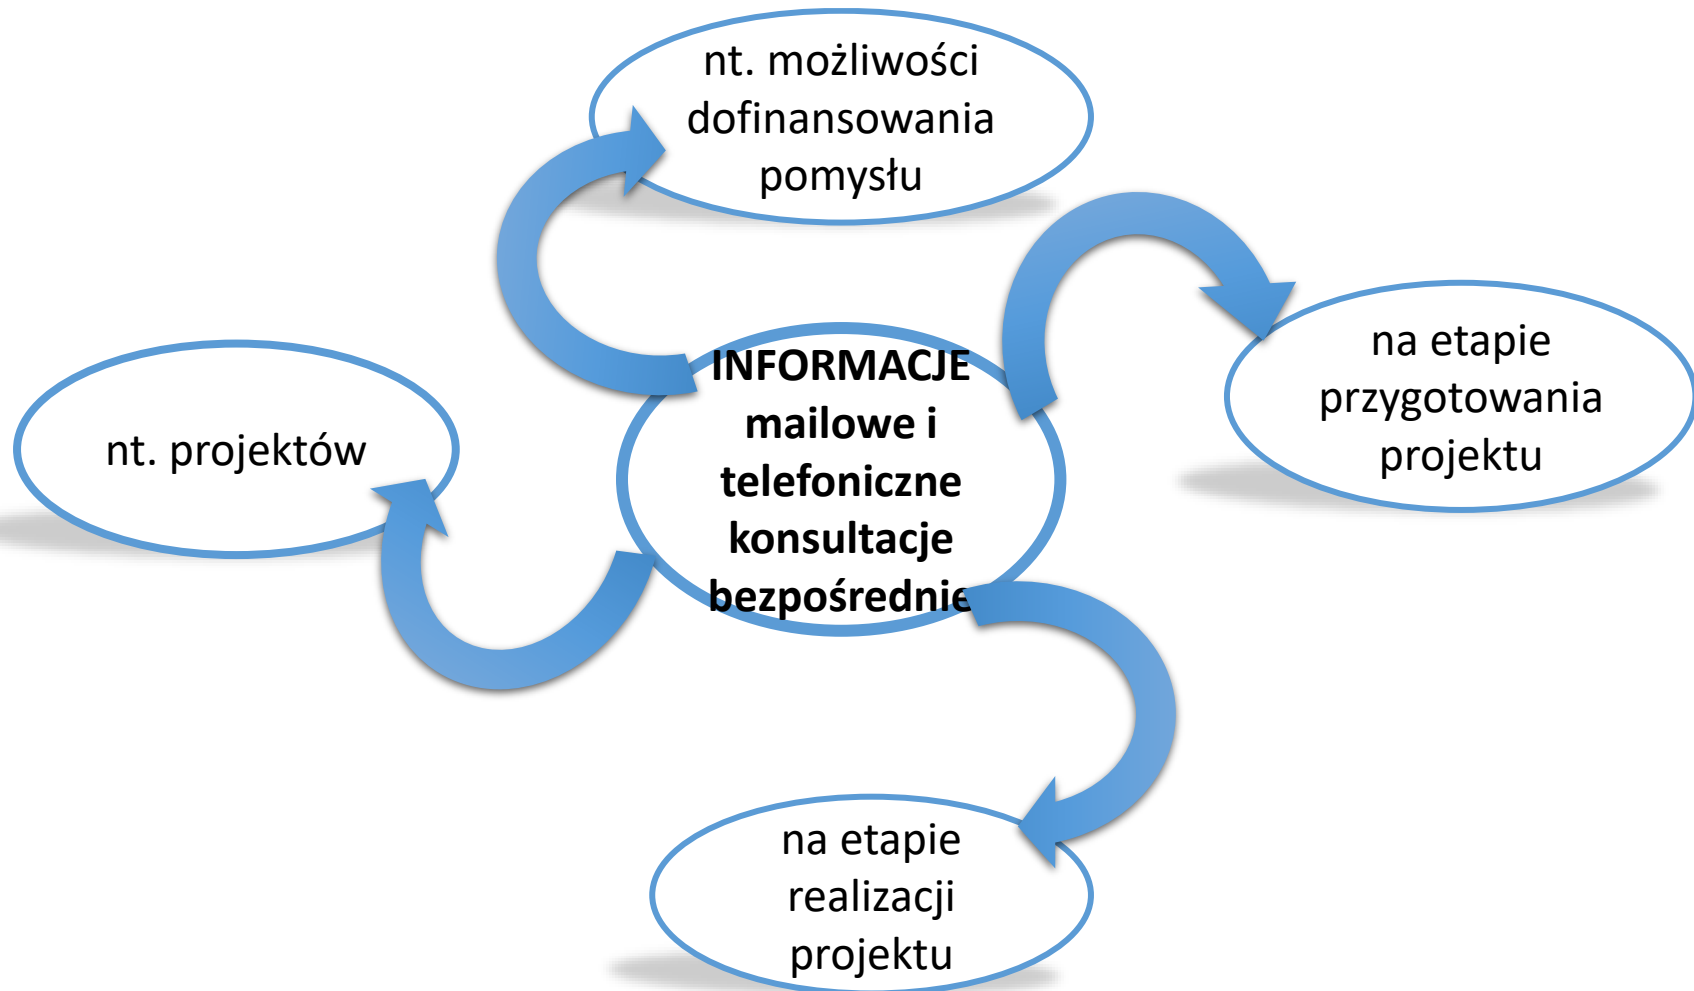 nt. możliwości
dofinansowania
pomysłu
na etapie
przygotowania
projektu
INFORMACJE
mailowe i
telefoniczne
konsultacje
bezpośrednie
nt. projektów
na etapie
realizacji
projektu